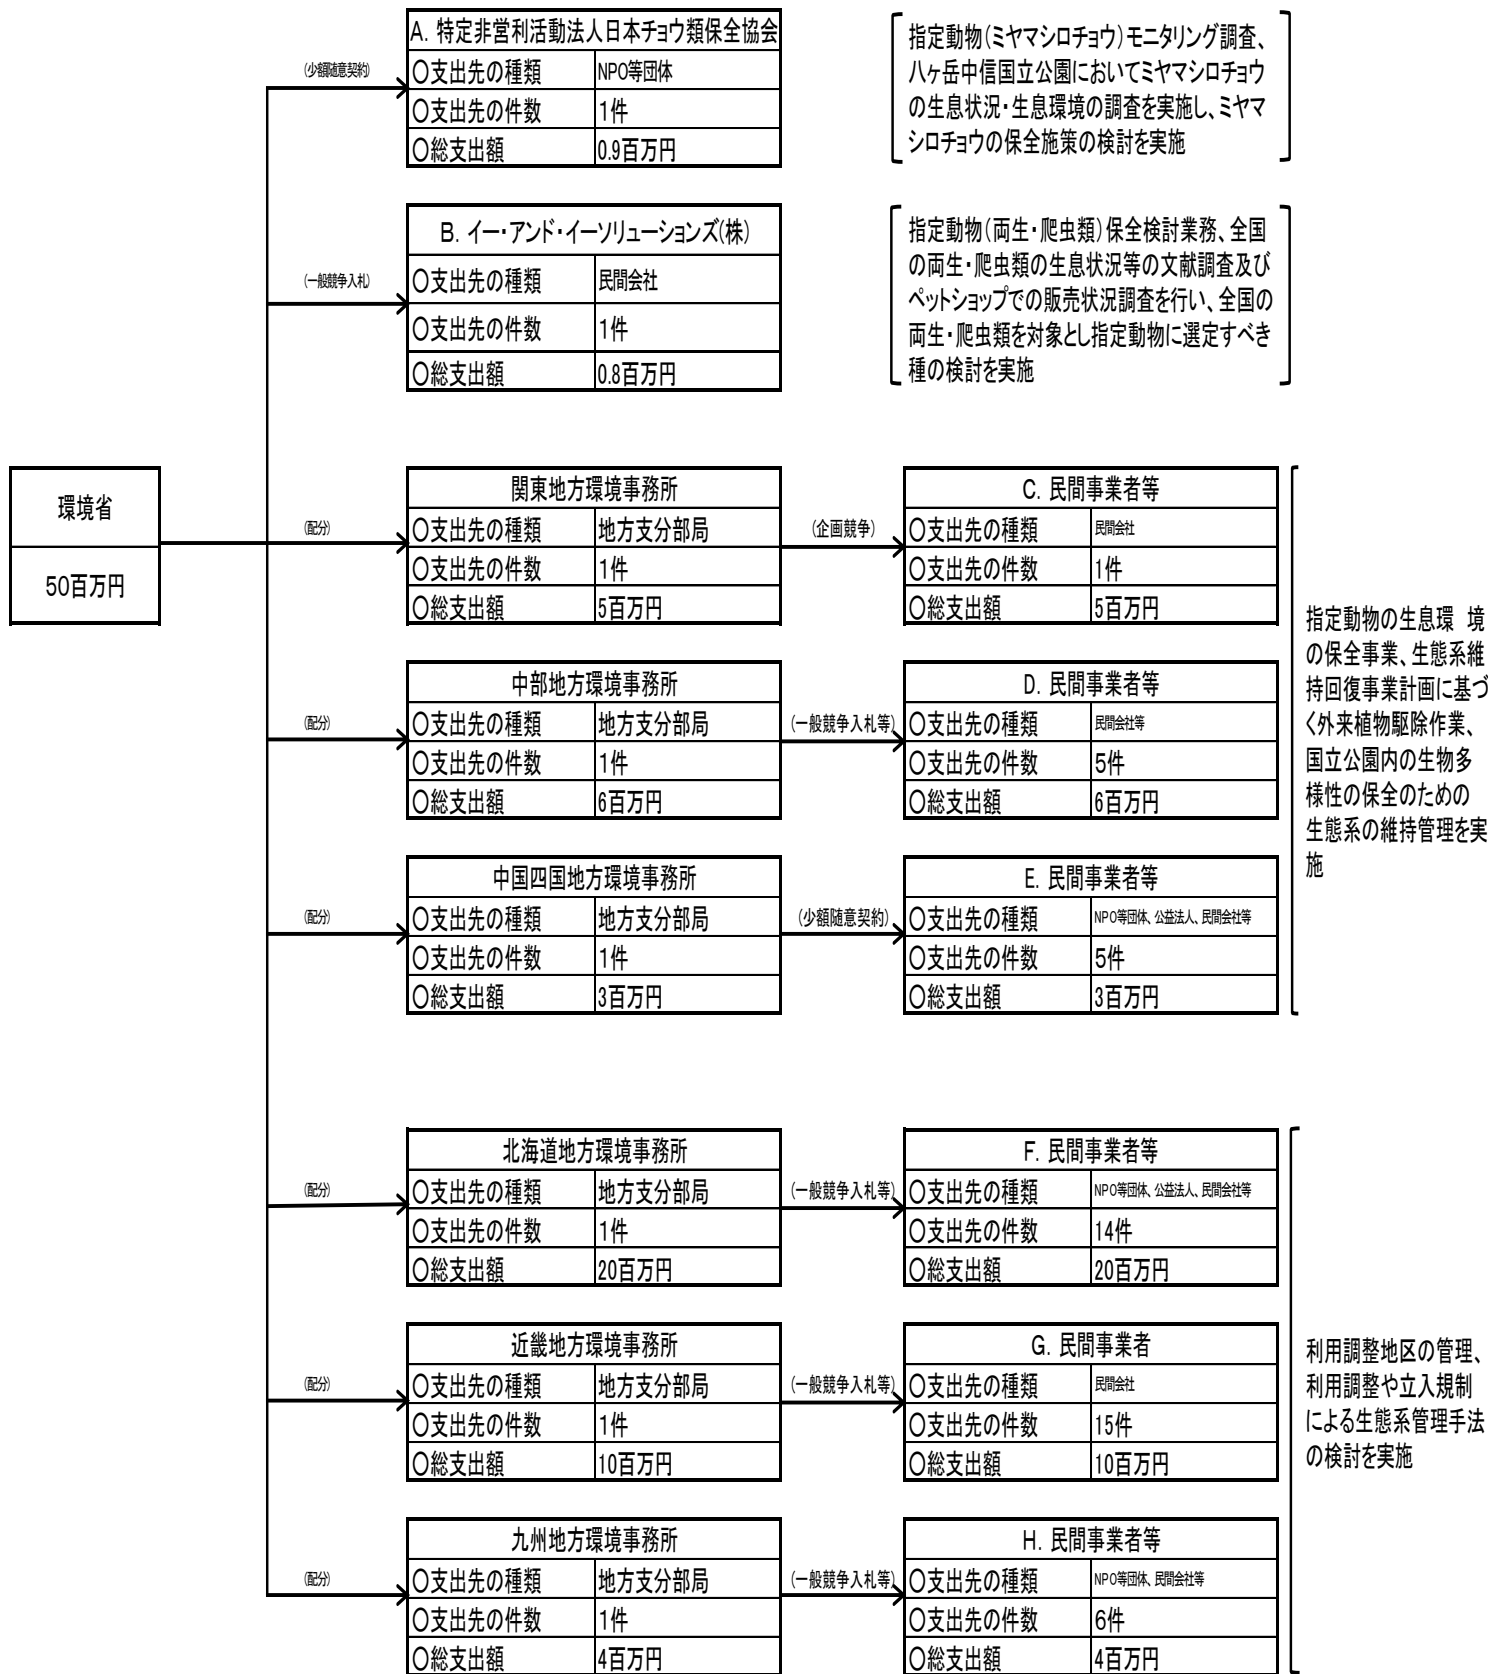 A. 特定非営利活動法人日本チョウ類保全協会
(少額随意契約)
○支出先の種類 NPO等団体
○支出先の件数 1件
○総支出額 0.9百万円
指定動物(ミヤマシロチョウ)モニタリング調査、
八ヶ岳中信国立公園においてミヤマシロチョウ
の生息状況・生息環境の調査を実施し、ミヤマ
シロチョウの保全施策の検討を実施
B. イー・アンド・イーソリューションズ(株)
(一般競争入札)
○支出先の種類 民間会社
○支出先の件数 1件
○総支出額 0.8百万円
指定動物(両生・爬虫類)保全検討業務、全国
の両生・爬虫類の生息状況等の文献調査及び
ペットショップでの販売状況調査を行い、全国の
両生・爬虫類を対象とし指定動物に選定すべき
種の検討を実施
環境省
50百万円
関東地方環境事務所
(配分)
○支出先の種類 地方支分部局
○支出先の件数 1件
○総支出額 5百万円
(企画競争)
C. 民間事業者等
○支出先の種類 民間会社
○支出先の件数 1件
○総支出額 5百万円
中部地方環境事務所
(配分)
○支出先の種類 地方支分部局
○支出先の件数 1件
○総支出額 6百万円
(一般競争入札等)
D. 民間事業者等
○支出先の種類 民間会社等
○支出先の件数 5件
○総支出額 6百万円
中国四国地方環境事務所
(配分)
○支出先の種類 地方支分部局
○支出先の件数 1件
○総支出額 3百万円
(少額随意契約)
E. 民間事業者等
○支出先の種類 NPO等団体、公益法人、民間会社等
○支出先の件数 5件
○総支出額 3百万円
指定動物の生息環 境
の保全事業、生態系維
持回復事業計画に基づ
く外来植物駆除作業、
国立公園内の生物多
様性の保全のための
生態系の維持管理を実
施
北海道地方環境事務所
(配分)
○支出先の種類 地方支分部局
○支出先の件数 1件
○総支出額 20百万円
(一般競争入札等)
F. 民間事業者等
○支出先の種類 NPO等団体、公益法人、民間会社等
○支出先の件数 14件
○総支出額 20百万円
近畿地方環境事務所
(配分)
○支出先の種類 地方支分部局
○支出先の件数 1件
○総支出額 10百万円
(一般競争入札等)
G. 民間事業者
○支出先の種類 民間会社
○支出先の件数 15件
○総支出額 10百万円
九州地方環境事務所
(配分)
○支出先の種類 地方支分部局
○支出先の件数 1件
○総支出額 4百万円
(一般競争入札等)
H. 民間事業者等
○支出先の種類 NPO等団体、民間会社等
○支出先の件数 6件
○総支出額 4百万円
利用調整地区の管理、
利用調整や立入規制
による生態系管理手法
の検討を実施